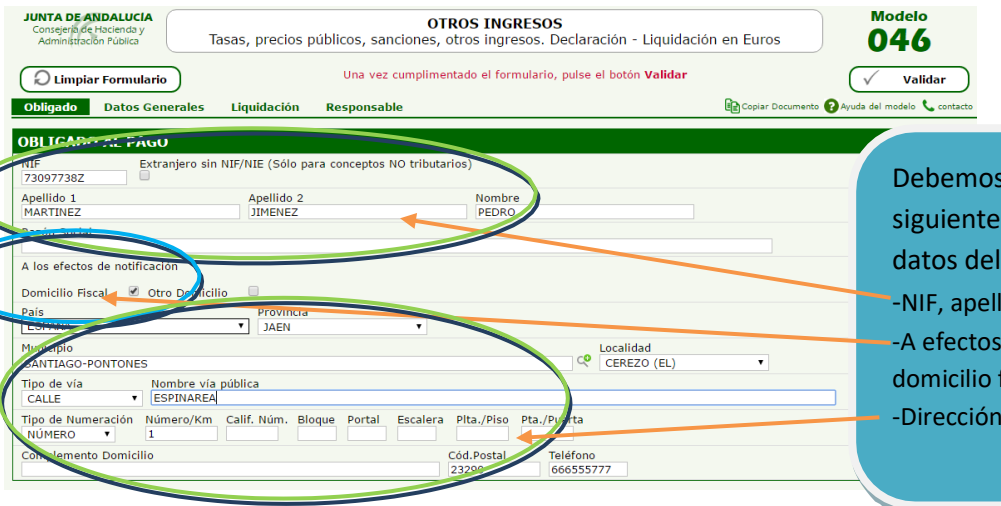 JUNTA DE ANDALUCÍA
Consejería de Hacienda y
Administración Pública
OTROS INGRESOS
Tasas, precios públicos, sanciones, otros ingresos. Declaración - Liquidación en Euros
Modelo
046
Limpiar Formulario
Una vez cumplimentado el formulario, pulse el botón Validar
Validar
Obligado Datos Generales Liquidación Responsable
Copiar Documento Ayuda del modelo contacto
OBLIGADO AL PAGO
NIF Extranjero sin NIF/NIE (Sólo para conceptos NO tributarios)
73097738Z
Apellido 1 Apellido 2 Nombre
MARTINEZ JIMENEZ PEDRO
Razón Social
A los efectos de notificación
Domicilio Fiscal Otro Domicilio
País Provincia
ESPAÑA JAEN
Municipio Localidad
SANTIAGO-PONTONES CEREZO (EL)
Tipo de vía Nombre vía pública
CALLE ESPINAREA
Tipo de Numeración Número/Km Calif. Núm. Bloque Portal Escalera Plta./Piso Pta./Puerta
NÚMERO 1
Complemento Domicilio Cód.Postal Teléfono
666555777
Debemos
siguiente
datos del
-NIF, apell
-A efectos
domicilio f
-Dirección